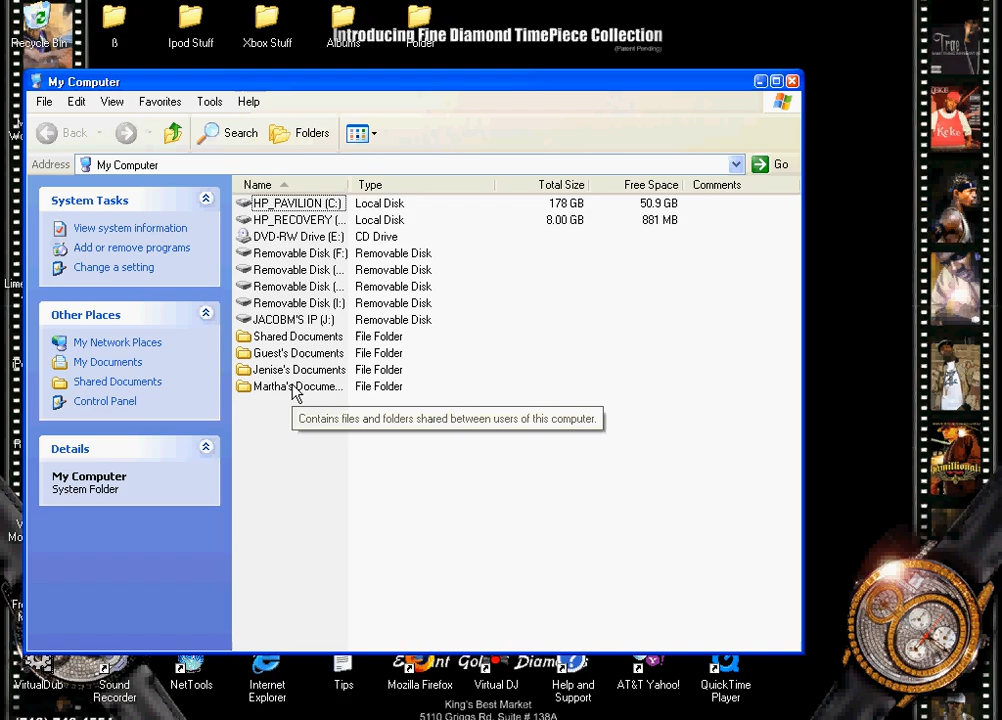 Introducing Fine Diamond TimePiece Collection
(Patent Pending)
Recycle Bin
ß
Ipod Stuff
Xbox Stuff
Albums
Folder
My Computer
File Edit View Favorites Tools Help
Back Search Folders
Address My Computer Go
System Tasks
View system information
Add or remove programs
Change a setting
Other Places
My Network Places
My Documents
Shared Documents
Control Panel
Details
My Computer
System Folder
Name Type Total Size Free Space Comments
HP_PAVILION (C:) Local Disk 178 GB 50.9 GB
HP_RECOVERY (... Local Disk 8.00 GB 881 MB
DVD-RW Drive (E:) CD Drive
Removable Disk (F:) Removable Disk
Removable Disk (... Removable Disk
Removable Disk (... Removable Disk
Removable Disk (I:) Removable Disk
JACOBM'S IP (J:) Removable Disk
Shared Documents File Folder
Guest's Documents File Folder
Jenise's Documents File Folder
Martha's Docume... File Folder
Contains files and folders shared between users of this computer.
VirtualDub
Sound
Recorder
NetTools
Internet
Explorer
Tips
Mozilla Firefox
Virtual DJ
Help and
Support
AT&T Yahoo!
QuickTime
Player
King's Best Market
5110 Griggs Rd. Suite # 138A